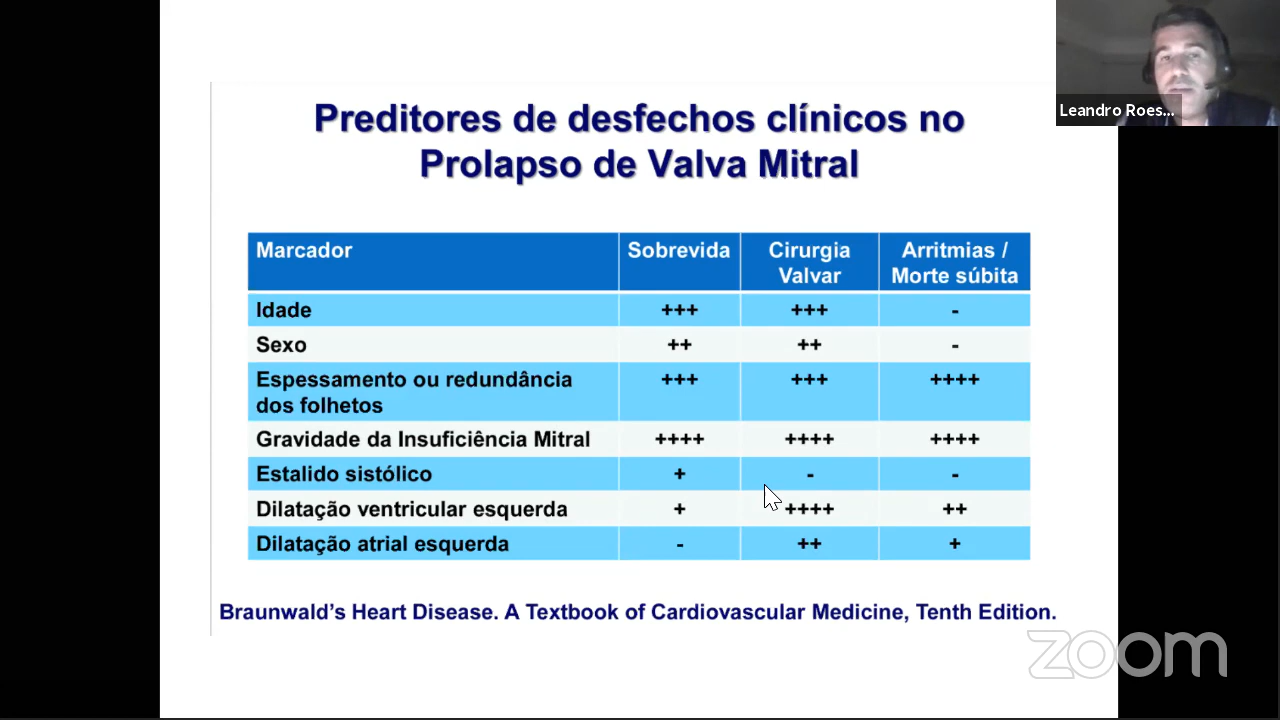 Leandro Roes...
Preditores de desfechos clínicos no
Prolapso de Valva Mitral
Marcador Sobrevida Cirurgia Valvar Arritmias / Morte súbita
Idade +++ +++ -
Sexo ++ ++ -
Espessamento ou redundância +++ +++ ++++
dos folhetos
Gravidade da Insuficiência Mitral ++++ ++++ ++++
Estalido sistólico + - -
Dilatação ventricular esquerda + ++++ ++
Dilatação atrial esquerda - ++ +
Braunwald's Heart Disease. A Textbook of Cardiovascular Medicine, Tenth Edition.
zoom